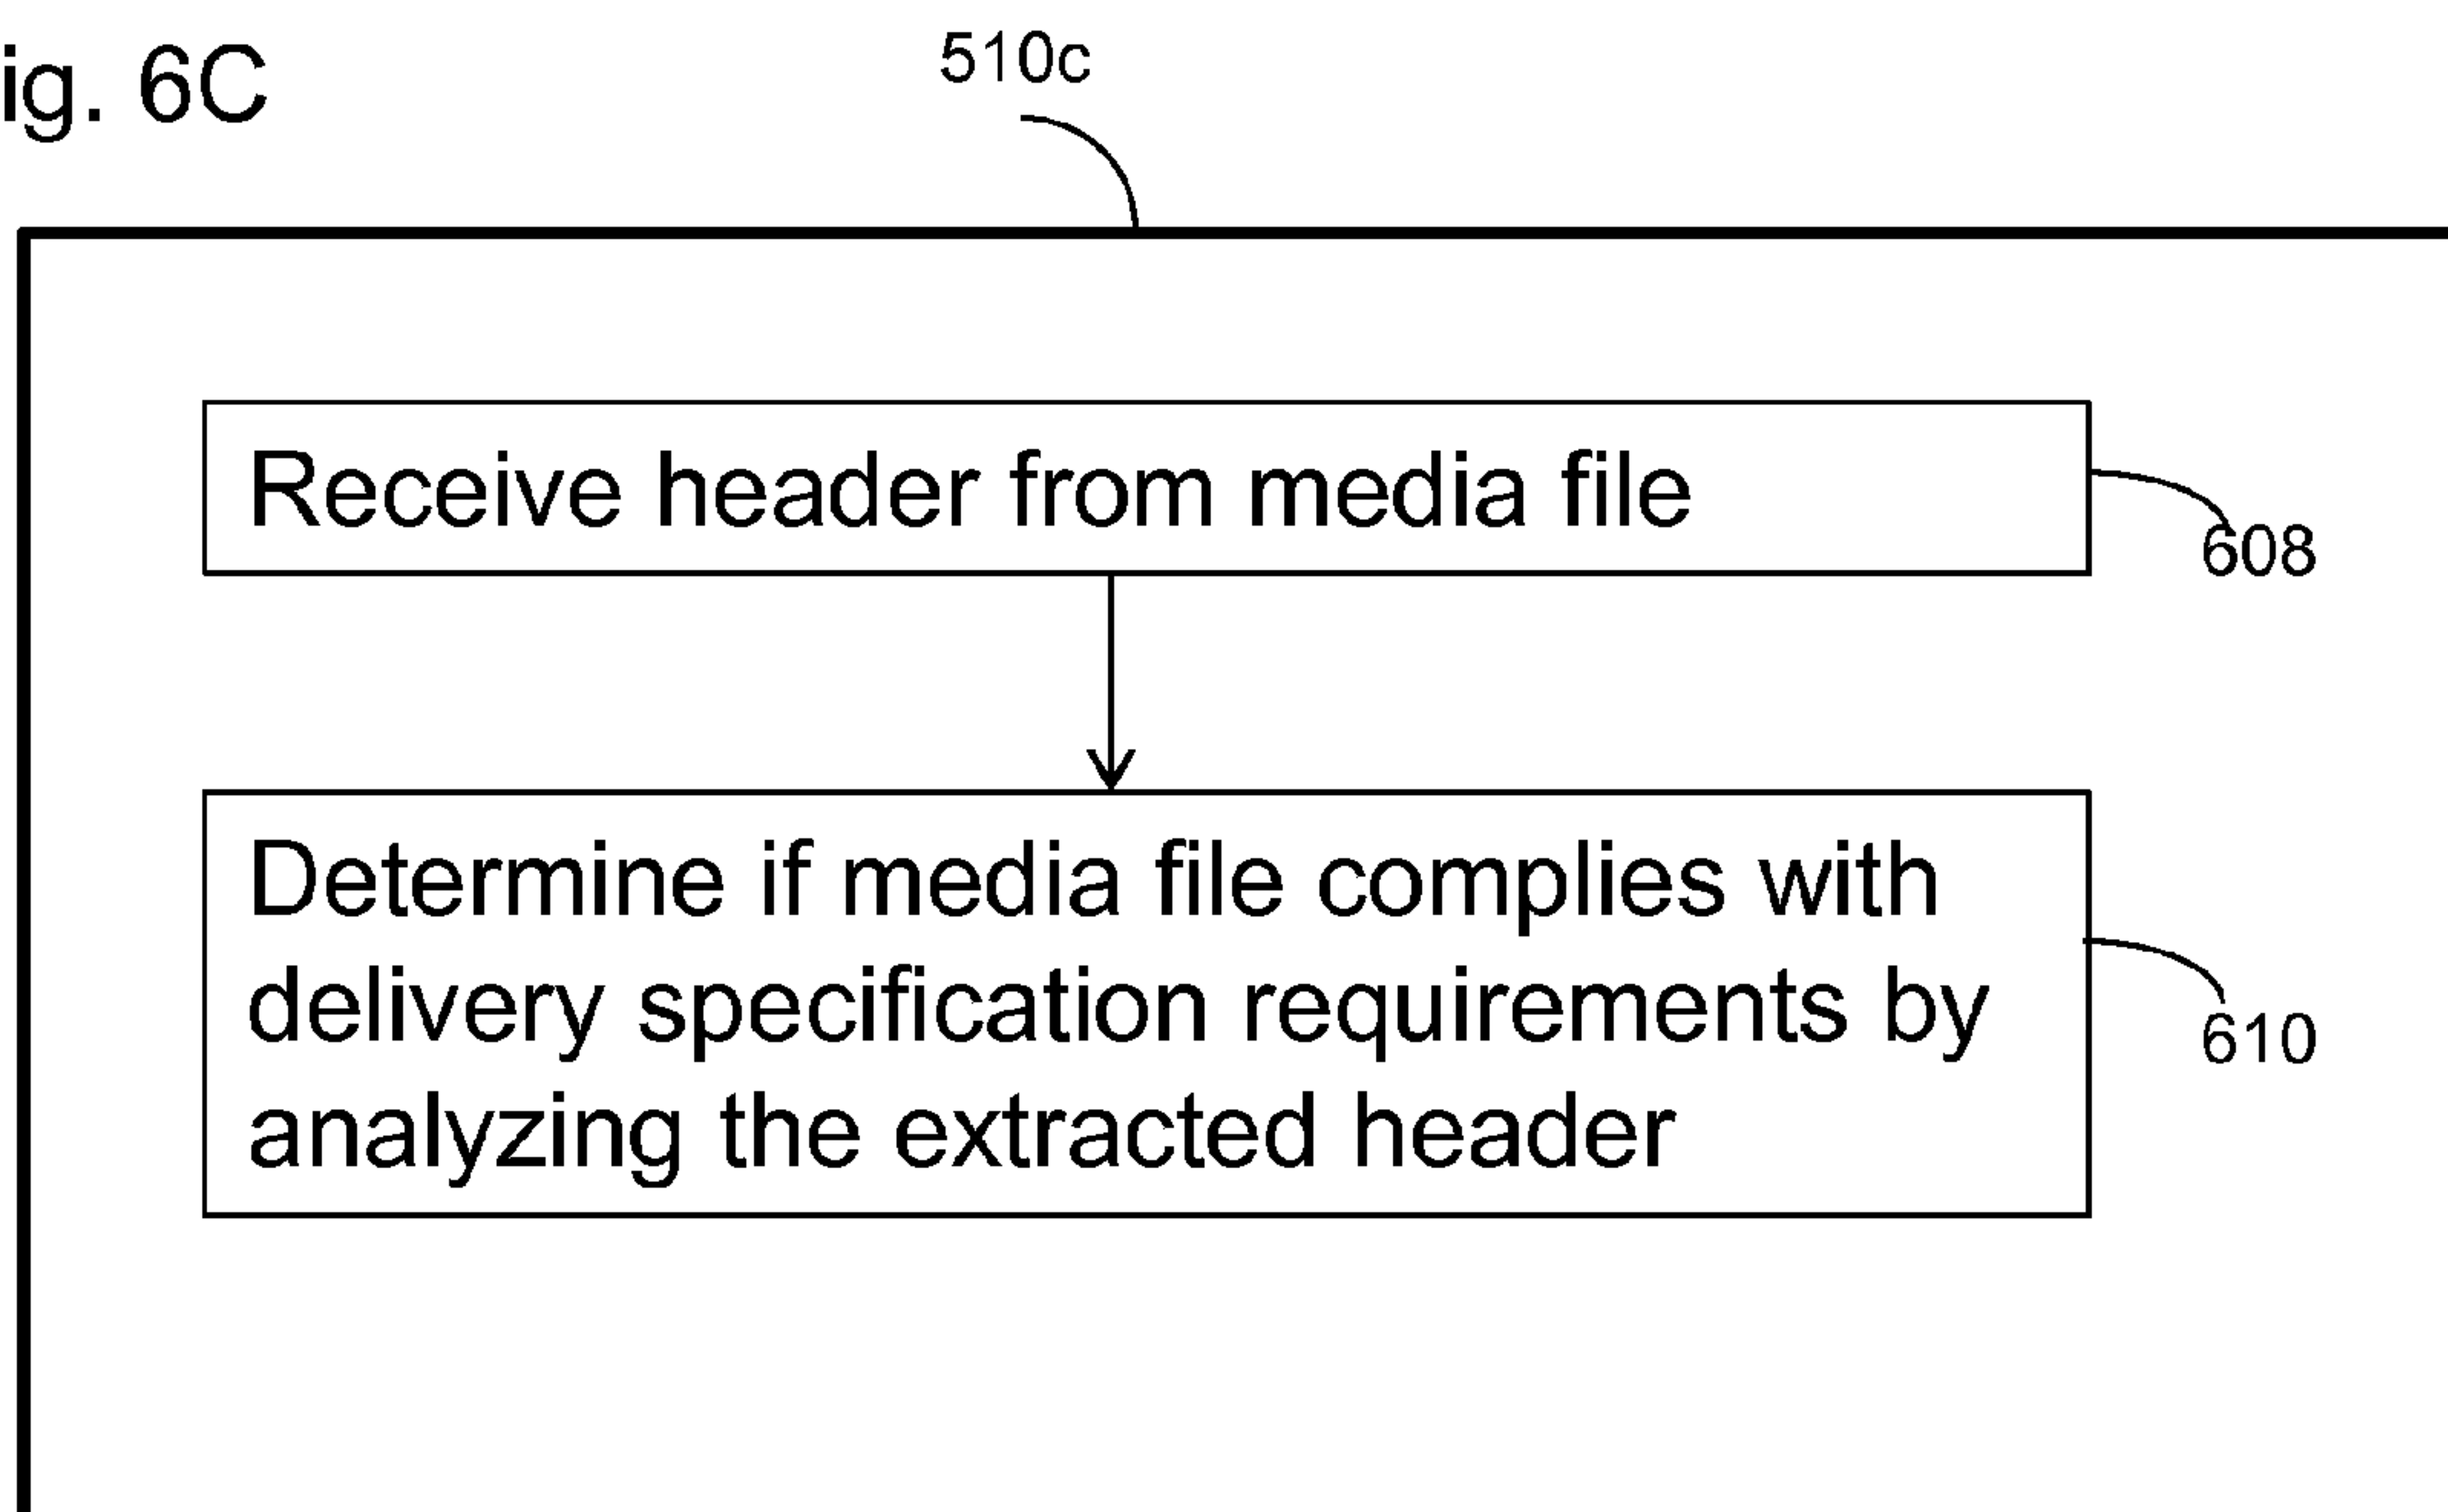 ig. 6C
510c
Receive header from media file
608
Determine if media file complies with
delivery specification requirements by
analyzing the extracted header
610